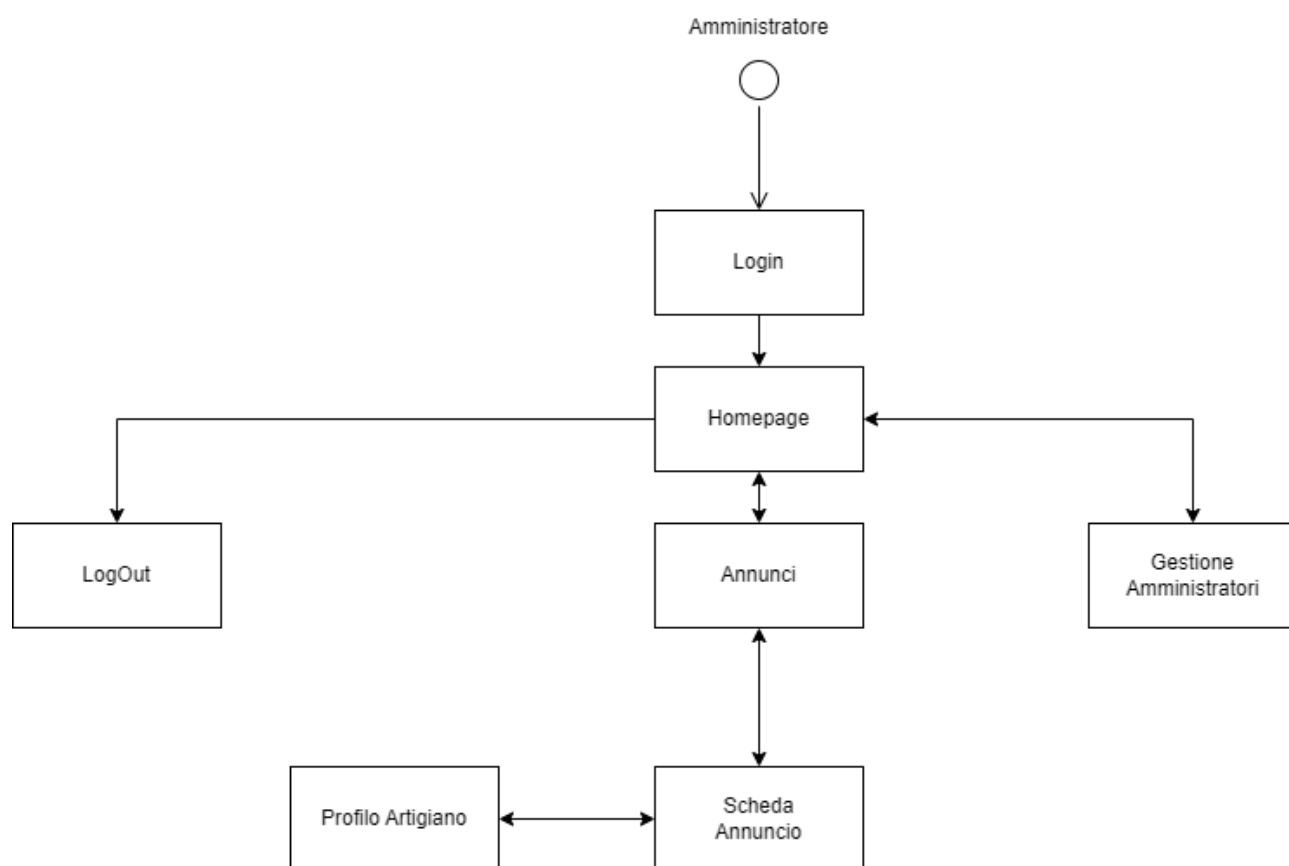 Amministratore
Login
Homepage
LogOut
Annunci
Gestione
Amministratori
Profilo Artigiano
Scheda
Annuncio